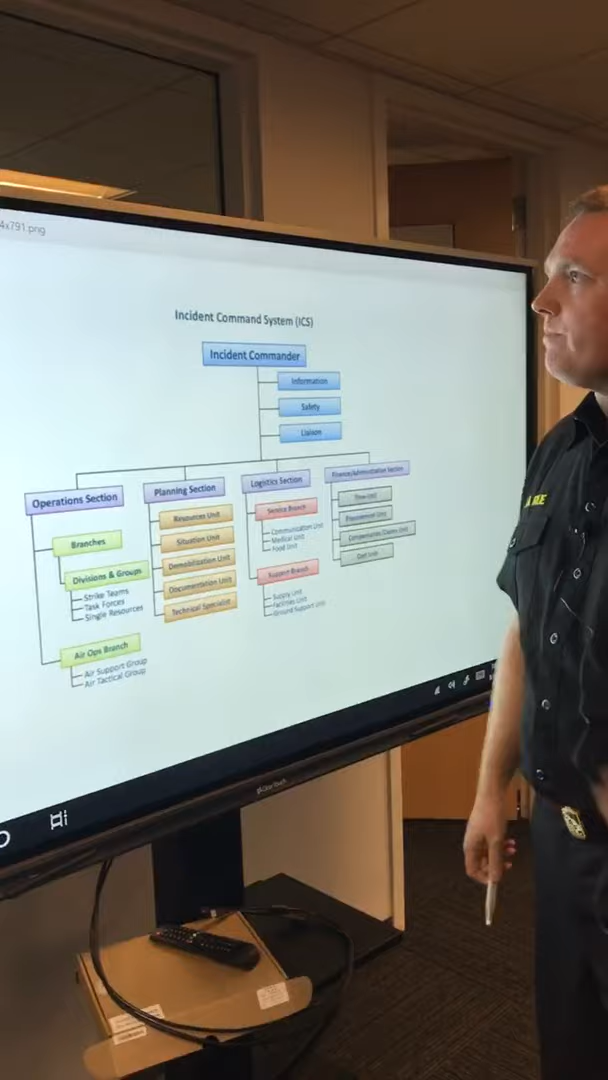 4x791.png
Incident Command System (ICS)
Incident Commander
Information
Safety
Liaison
Operations Section
Planning Section
Logistics Section
Finance/Administration Section
Branches
Divisions & Groups
Strike Teams
Task Forces
Single Resources
Air Ops Branch
Air Support Group
Air Tactical Group
Resources Unit
Situation Unit
Demobilization Unit
Documentation Unit
Technical Specialist
Service Branch
Communication Unit
Medical Unit
Food Unit
Support Branch
Supply Unit
Facilities Unit
Ground Support Unit
Time Unit
Procurement Unit
Compensation/Claims Unit
Cost Unit